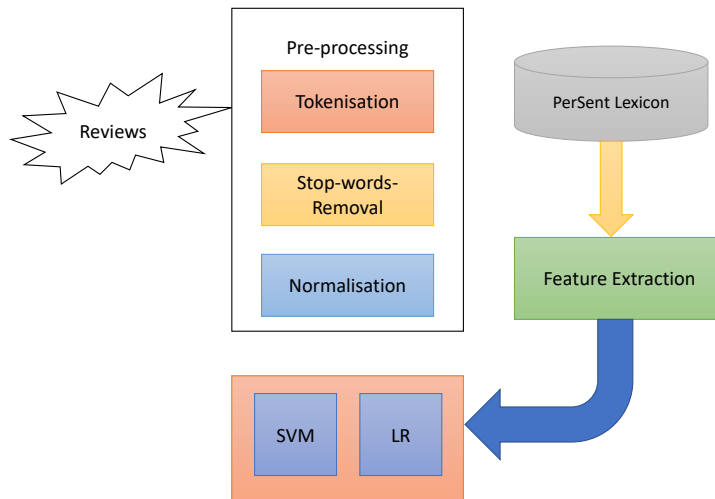 Pre-processing
Tokenisation
Reviews
Stop-words-
Removal
Normalisation
PerSent Lexicon
Feature Extraction
SVM
LR